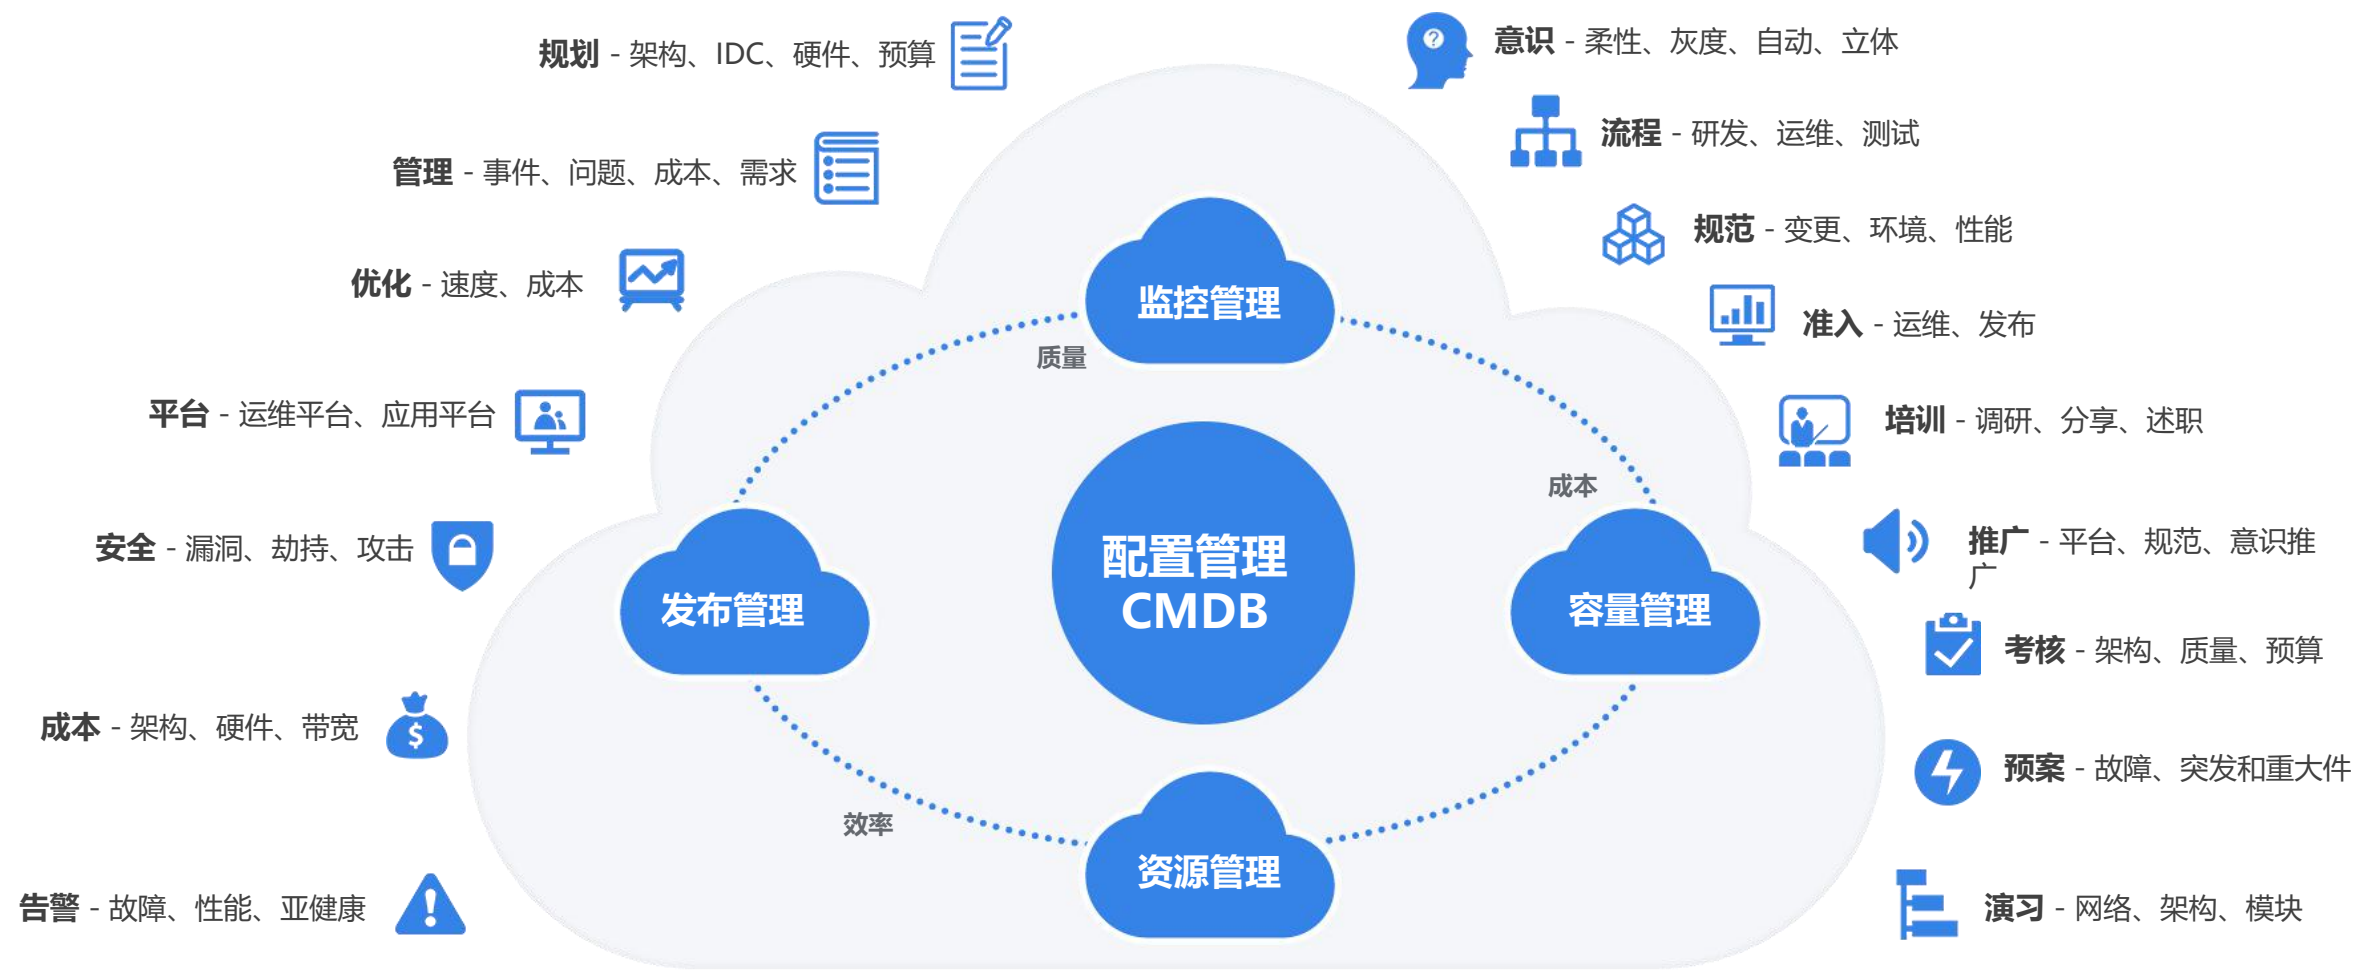 规划 - 架构、IDC、硬件、预算
管理 - 事件、问题、成本、需求
优化 - 速度、成本
平台 - 运维平台、应用平台
安全 - 漏洞、劫持、攻击
成本 - 架构、硬件、带宽
告警 - 故障、性能、亚健康
监控管理
质量
成本
配置管理
CMDB
发布管理
容量管理
效率
资源管理
意识 - 柔性、灰度、自动、立体
流程 - 研发、运维、测试
规范 - 变更、环境、性能
准入 - 运维、发布
培训 - 调研、分享、述职
推广 - 平台、规范、意识推
广
考核 - 架构、质量、预算
预案 - 故障、突发和重大件
演习 - 网络、架构、模块